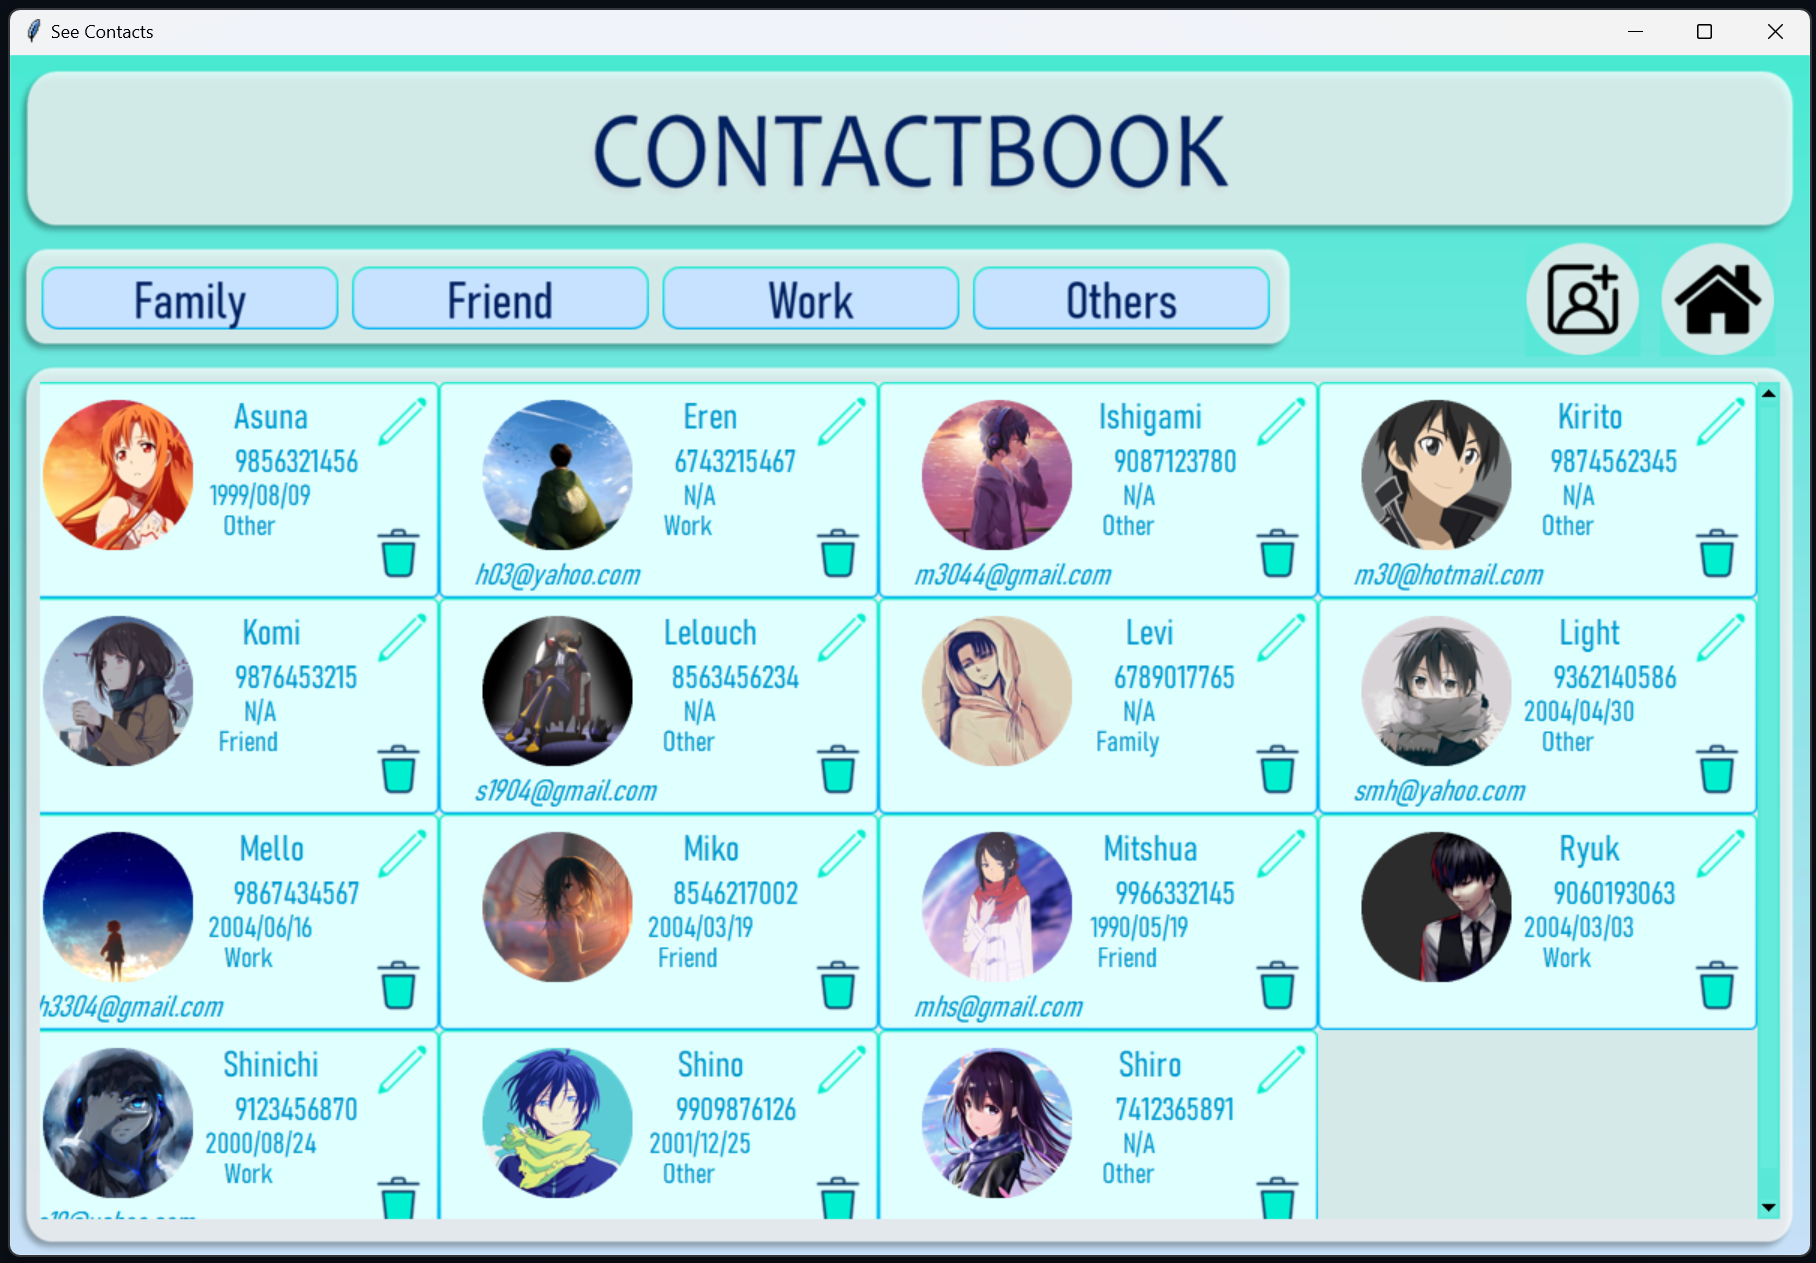 See Contacts
CONTACTBOOK
Family
Friend
Work
Others
Asuna
9856321456
1999/08/09
Other
Eren
6743215467
N/A
Work
h03@yahoo.com
Ishigami
9087123780
N/A
Other
m3044@gmail.com
Kirito
9874562345
N/A
Other
m30@hotmail.com
Komi
9876453215
N/A
Friend
Lelouch
8563456234
N/A
Other
s1904@gmail.com
Levi
6789017765
N/A
Family
Light
9362140586
2004/04/30
Other
smh@yahoo.com
Mello
9867434567
2004/06/16
Work
h3304@gmail.com
Miko
8546217002
2004/03/19
Friend
Mitshua
9966332145
1990/05/19
Friend
mhs@gmail.com
Ryuk
9060193063
2004/03/03
Work
Shinichi
9123456870
2000/08/24
Work
Shino
9909876126
2001/12/25
Other
Shiro
7412365891
N/A
Other